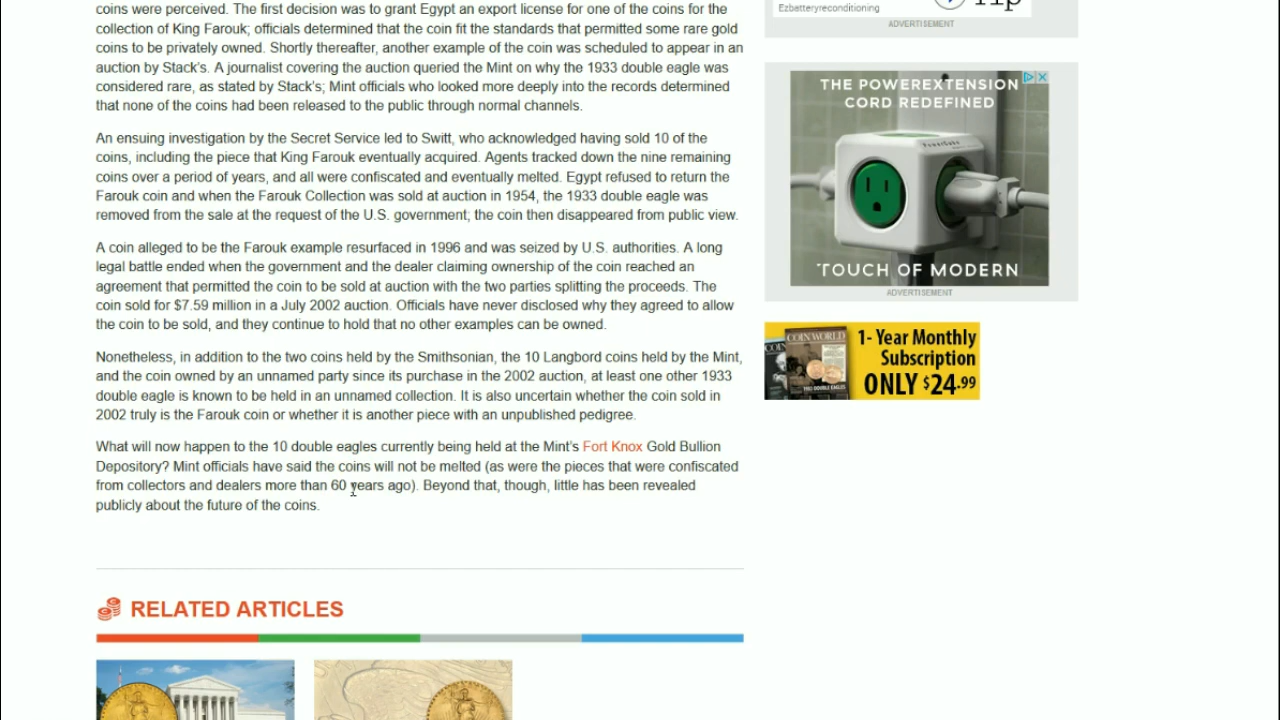 coins were perceived. The first decision was to grant Egypt an export license for one of the coins for the
collection of King Farouk; officials determined that the coin fit the standards that permitted some rare gold
coins to be privately owned. Shortly thereafter, another example of the coin was scheduled to appear in an
auction by Stack's. A journalist covering the auction queried the Mint on why the 1933 double eagle was
considered rare, as stated by Stack's; Mint officials who looked more deeply into the records determined
that none of the coins had been released to the public through normal channels.
An ensuing investigation by the Secret Service led to Switt, who acknowledged having sold 10 of the
coins, including the piece that King Farouk eventually acquired. Agents tracked down the nine remaining
coins over a period of years, and all were confiscated and eventually melted. Egypt refused to return the
Farouk coin and when the Farouk Collection was sold at auction in 1954, the 1933 double eagle was
removed from the sale at the request of the U.S. government; the coin then disappeared from public view.
A coin alleged to be the Farouk example resurfaced in 1996 and was seized by U.S. authorities. A long
legal battle ended when the government and the dealer claiming ownership of the coin reached an
agreement that permitted the coin to be sold at auction with the two parties splitting the proceeds. The
coin sold for $7.59 million in a July 2002 auction. Officials have never disclosed why they agreed to allow
the coin to be sold, and they continue to hold that no other examples can be owned.
Nonetheless, in addition to the two coins held by the Smithsonian, the 10 Langbord coins held by the Mint,
and the coin owned by an unnamed party since its purchase in the 2002 auction, at least one other 1933
double eagle is known to be held in an unnamed collection. It is also uncertain whether the coin sold in
2002 truly is the Farouk coin or whether it is another piece with an unpublished pedigree.
What will now happen to the 10 double eagles currently being held at the Mint's Fort Knox Gold Bullion
Depository? Mint officials have said the coins will not be melted (as were the pieces that were confiscated
from collectors and dealers more than 60 years ago). Beyond that, though, little has been revealed
publicly about the future of the coins.
RELATED ARTICLES
Ezbatteryreconditioning
ADVERTISEMENT
THE POWEREXTENSION
CORD REDEFINED
PowerCube
TOUCH OF MODERN
ADVERTISEMENT
COIN WORLD
1- Year Monthly
Subscription
ONLY $24.99